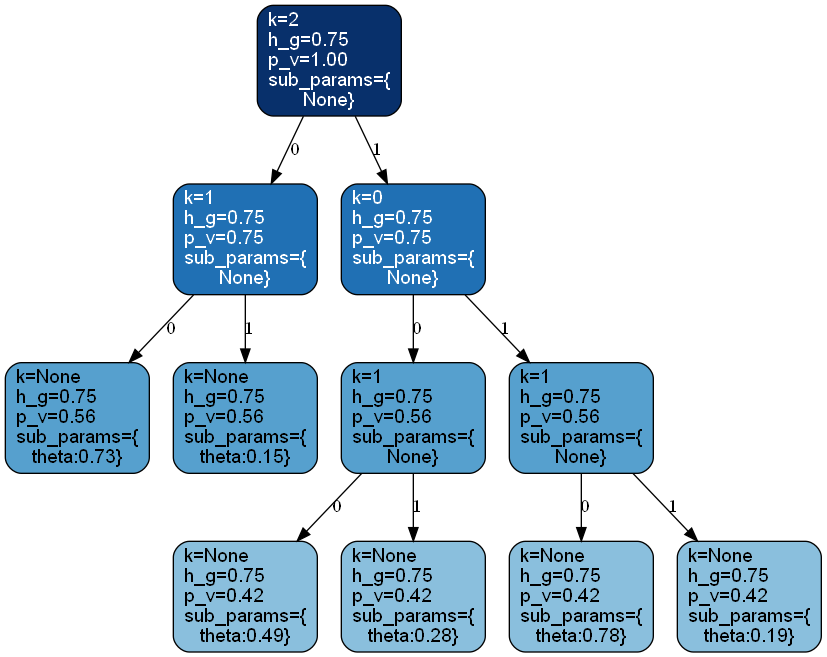 k=2
h_g=0.75
p_v=1.00
sub_params={
None}
0
1
k=1
h_g=0.75
p_v=0.75
sub_params={
None}
k=0
h_g=0.75
p_v=0.75
sub_params={
None}
0
1
0
1
k=None
h_g=0.75
p_v=0.56
sub_params={
theta:0.73}
k=None
h_g=0.75
p_v=0.56
sub_params={
theta:0.15}
k=1
h_g=0.75
p_v=0.56
sub_params={
None}
k=1
h_g=0.75
p_v=0.56
sub_params={
None}
0
1
0
1
k=None
h_g=0.75
p_v=0.42
sub_params={
theta:0.49}
k=None
h_g=0.75
p_v=0.42
sub_params={
theta:0.28}
k=None
h_g=0.75
p_v=0.42
sub_params={
theta:0.78}
k=None
h_g=0.75
p_v=0.42
sub_params={
theta:0.19}